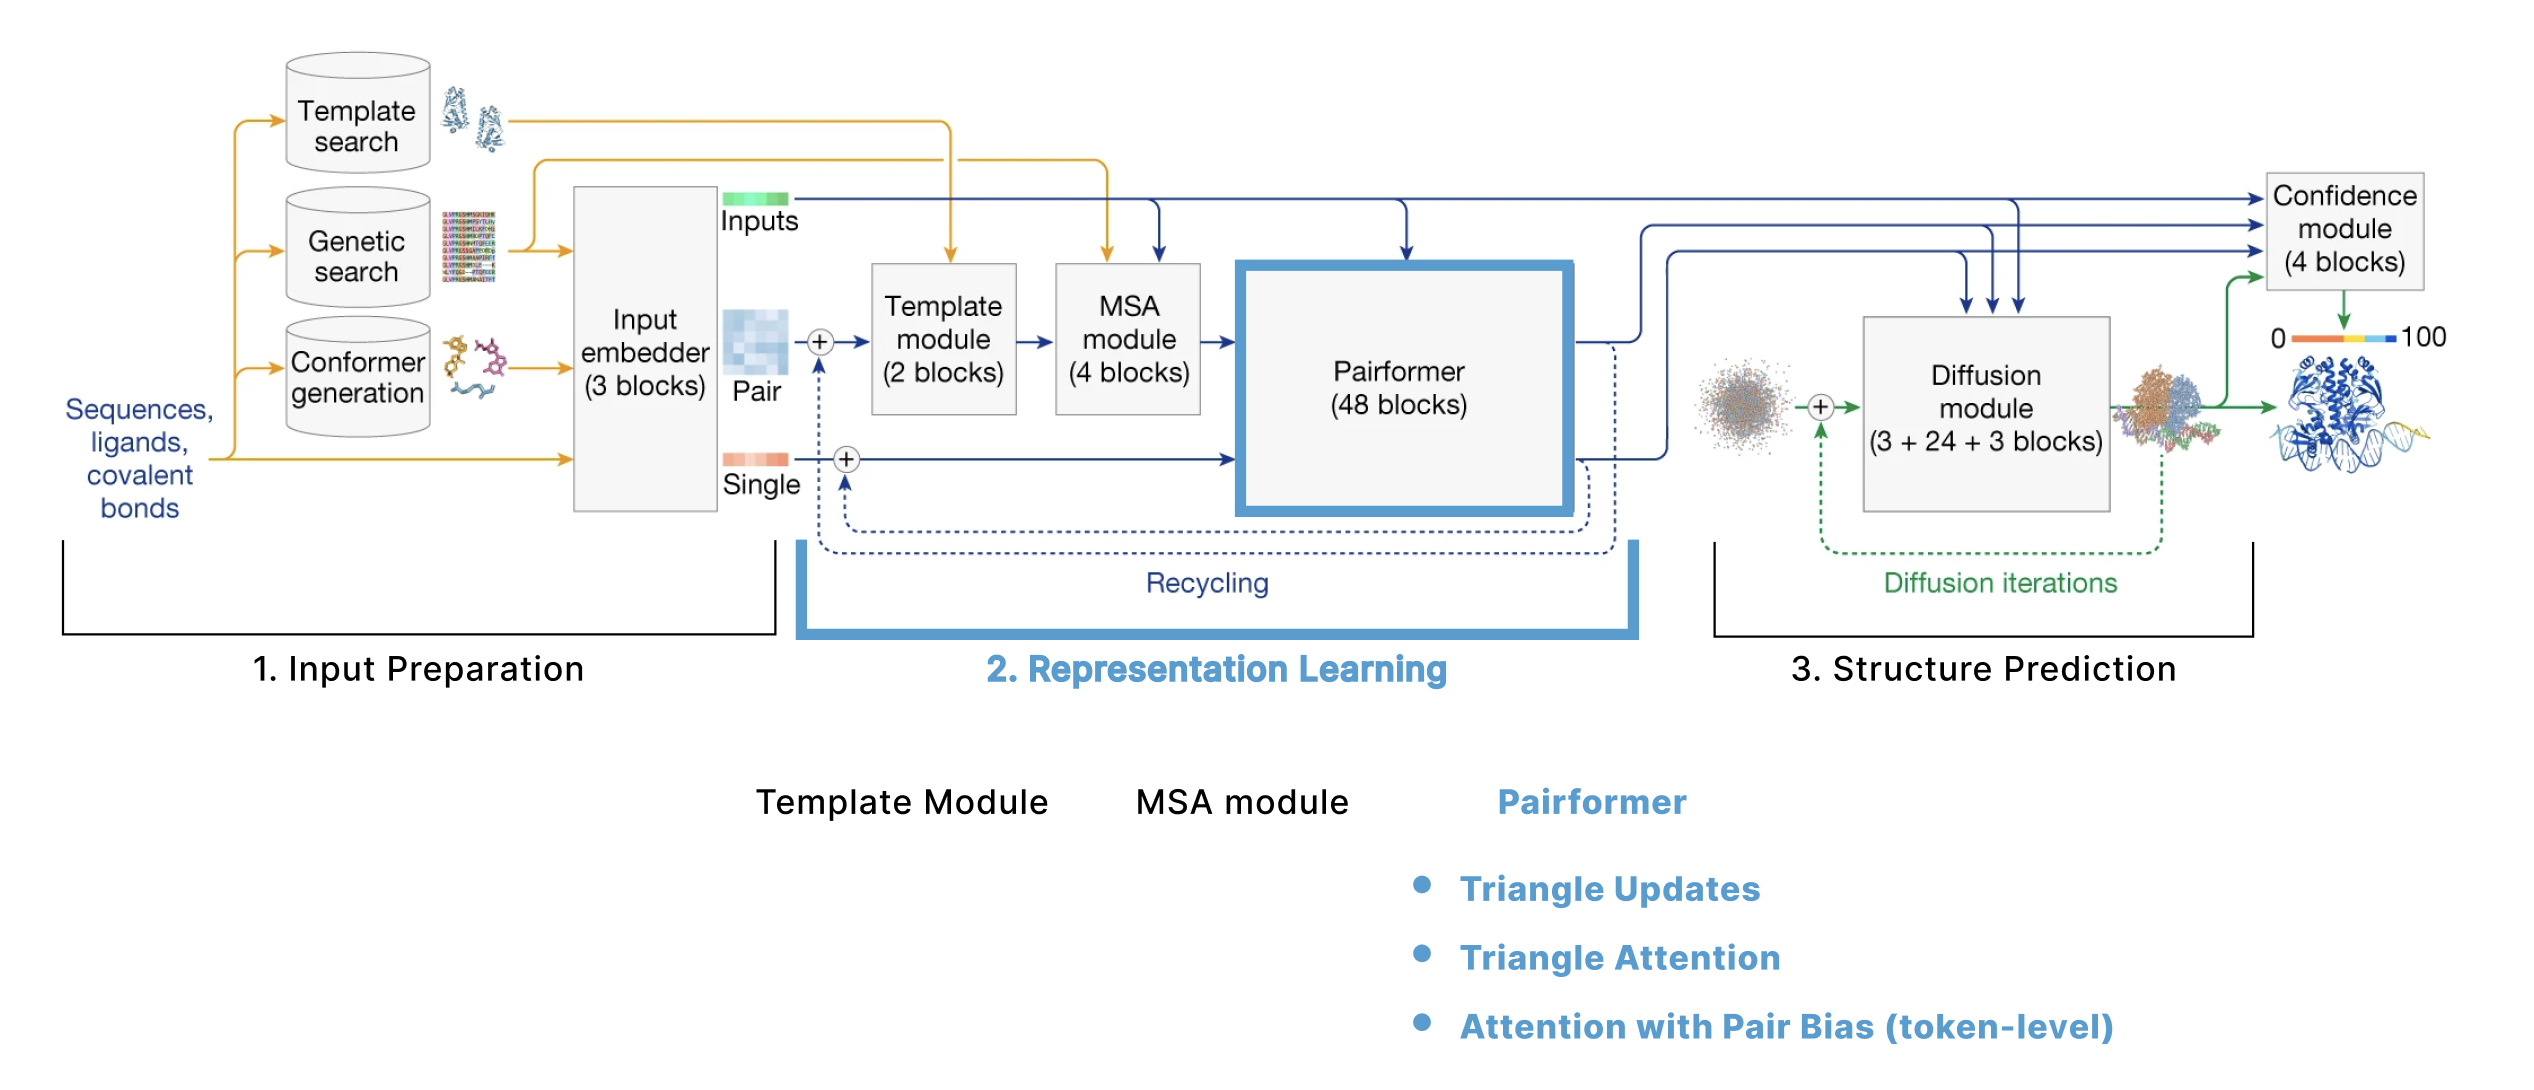 Template
search
Genetic
search
Conformer
generation
Sequences,
ligands,
covalent
bonds
Input
embedder
(3 blocks)
Inputs
Pair
Single
Template
module
(2 blocks)
MSA
module
(4 blocks)
Pairformer
(48 blocks)
Recycling
Diffusion
module
(3 + 24 + 3 blocks)
Diffusion iterations
Confidence
module
(4 blocks)
0 100
1. Input Preparation
2. Representation Learning
3. Structure Prediction
Template Module
MSA module
Pairformer
• Triangle Updates
• Triangle Attention
• Attention with Pair Bias (token-level)